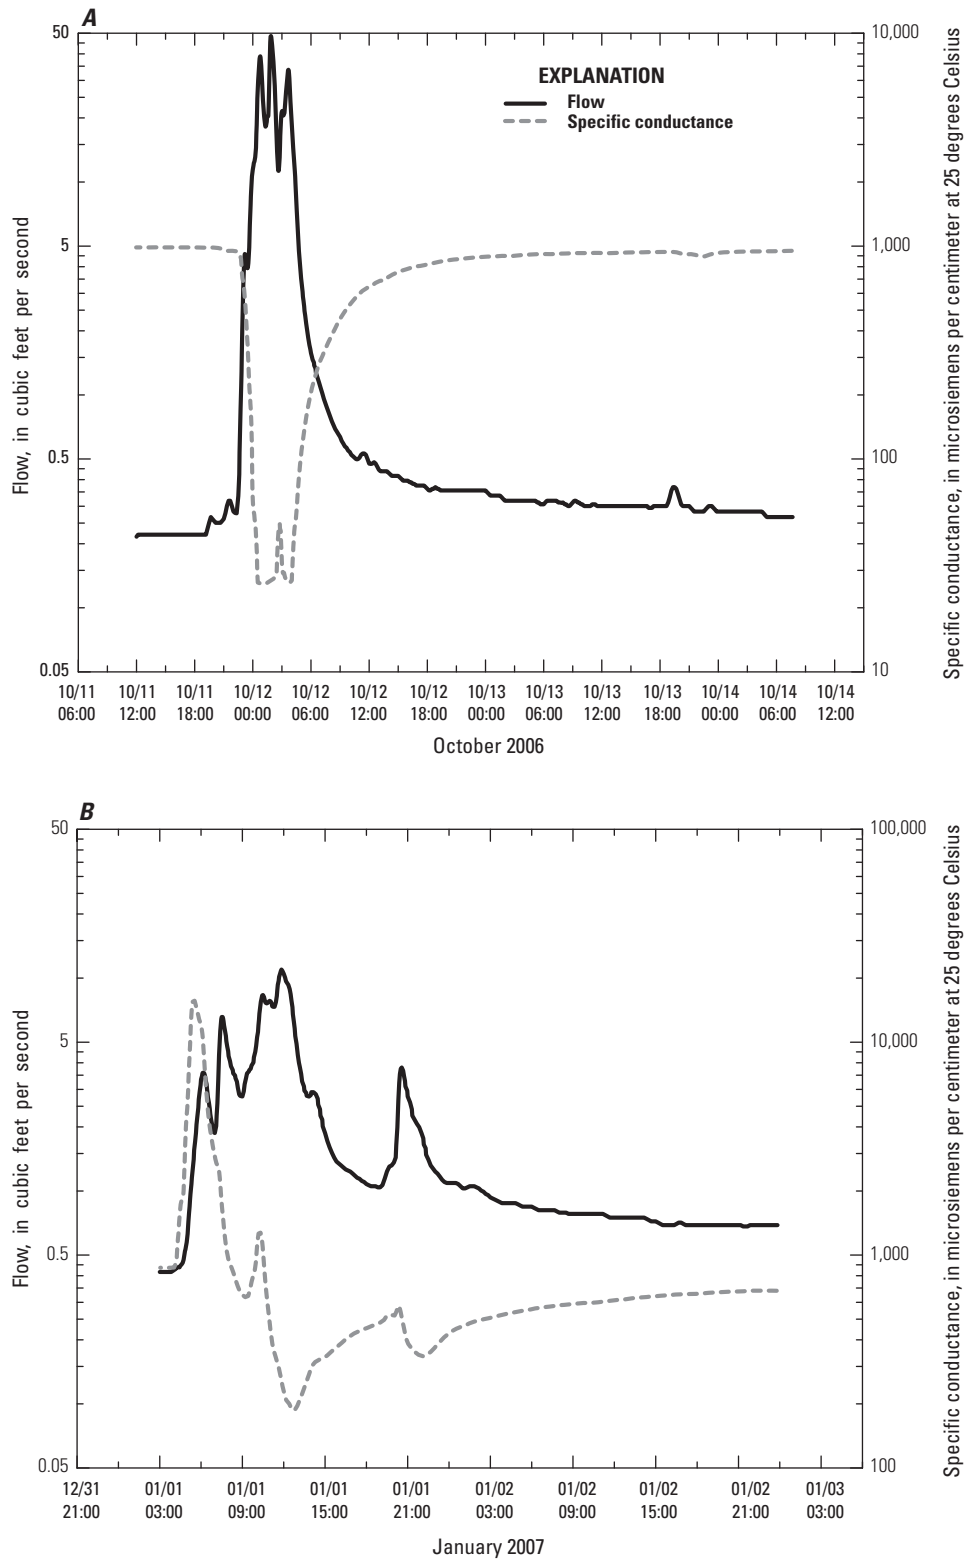 A
50
5
0.5
0.05
10,000
1,000
100
10
Flow, in cubic feet per second
Specific conductance, in microsiemens per centimeter at 25 degrees Celsius
EXPLANATION
Flow
Specific conductance
10/11 10/11 10/11 10/12 10/12 10/12 10/12 10/13 10/13 10/13 10/13 10/14 10/14 10/14
06:00 12:00 18:00 00:00 06:00 12:00 18:00 00:00 06:00 12:00 18:00 00:00 06:00 12:00
October 2006
B
50
5
0.5
0.05
100,000
10,000
1,000
100
Flow, in cubic feet per second
Specific conductance, in microsiemens per centimeter at 25 degrees Celsius
12/31 01/01 01/01 01/01 01/01 01/02 01/02 01/02 01/02 01/03
21:00 03:00 09:00 15:00 21:00 03:00 09:00 15:00 21:00 03:00
January 2007